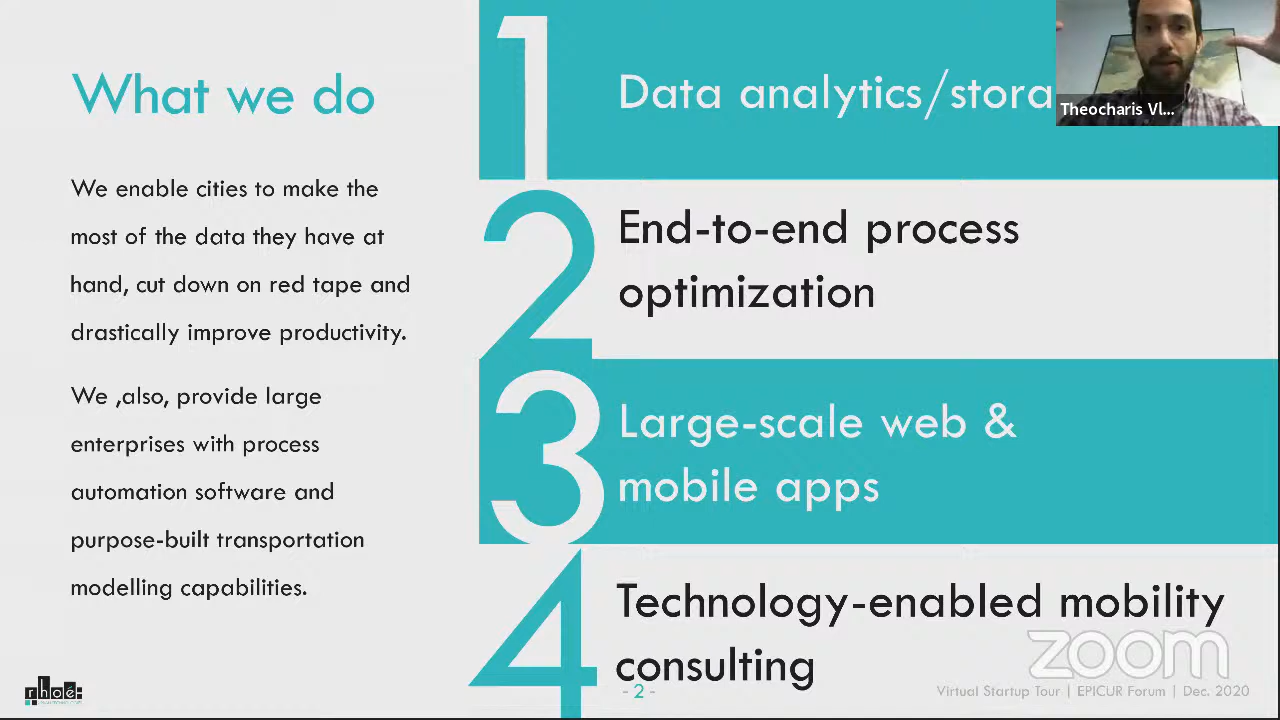 What we do
We enable cities to make the
most of the data they have at
hand, cut down on red tape and
drastically improve productivity.
We ,also, provide large
enterprises with process
automation software and
purpose-built transportation
modelling capabilities.
1
Data analytics/stora
2
End-to-end process
optimization
3
Large-scale web &
mobile apps
4
Technology-enabled mobility
consulting
Theocharis Vl...
zoom
rhoé:
- 2 -
Virtual Startup Tour | EPICUR Forum | Dec. 2020